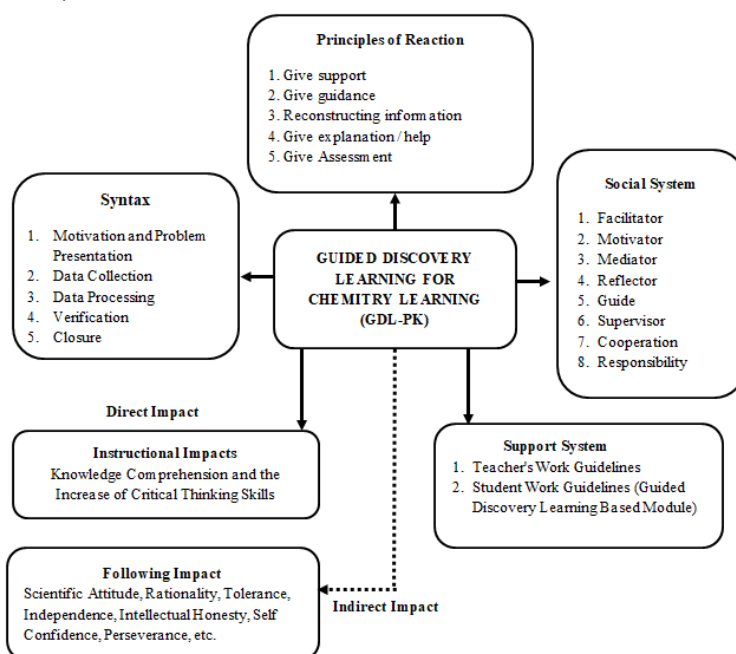 Principles of Reaction
1. Give support
2. Give guidance
3. Reconstructing information
4. Give explanation / help
5. Give Assessment
Syntax
1. Motivation and Problem
Presentation
2. Data Collection
3. Data Processing
4. Verification
5. Closure
GUIDED DISCOVERY
LEARNING FOR
CHEMITRY LEARNING
(GDL-PK)
Social System
1. Facilitator
2. Motivator
3. Mediator
4. Reflector
5. Guide
6. Supervisor
7. Cooperation
8. Responsibility
Direct Impact
Instructional Impacts
Knowledge Comprehension and the
Increase of Critical Thinking Skills
Support System
1. Teacher's Work Guidelines
2. Student Work Guidelines (Guided
Discovery Learning Based Module)
Following Impact
Scientific Attitude, Rationality, Tolerance,
Independence, Intellectual Honesty, Self
Confidence, Perseverance, etc.
Indirect Impact